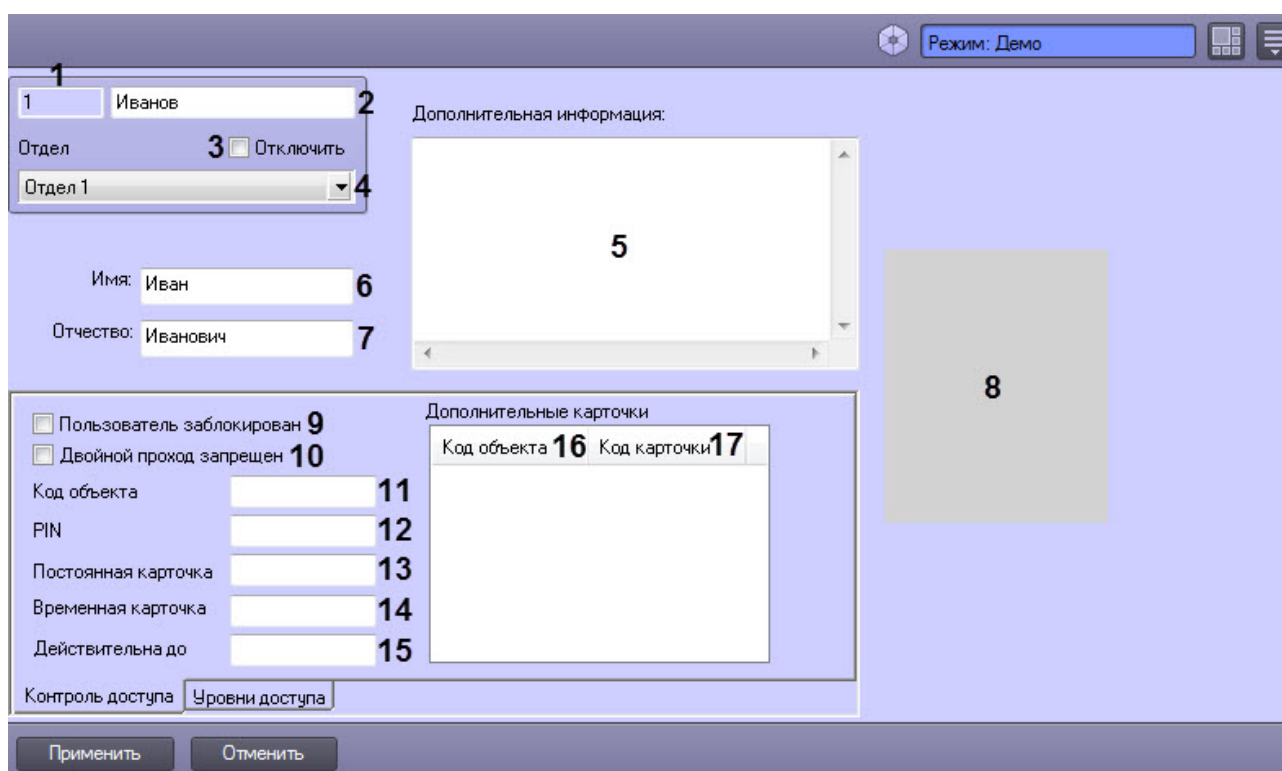 Режим: Демо
1
1 Иванов 2
Отдел 3 Отключить
Отдел 1 4
Дополнительная информация:
5
Имя: Иван 6
Отчество: Иванович 7
8
Пользователь заблокирован 9
Двойной проход запрещен 10
Код объекта 11
PIN 12
Постоянная карточка 13
Временная карточка 14
Действительна до 15
Дополнительные карточки
Код объекта 16 Код карточки 17
Контроль доступа Уровни доступа
Применить Отменить